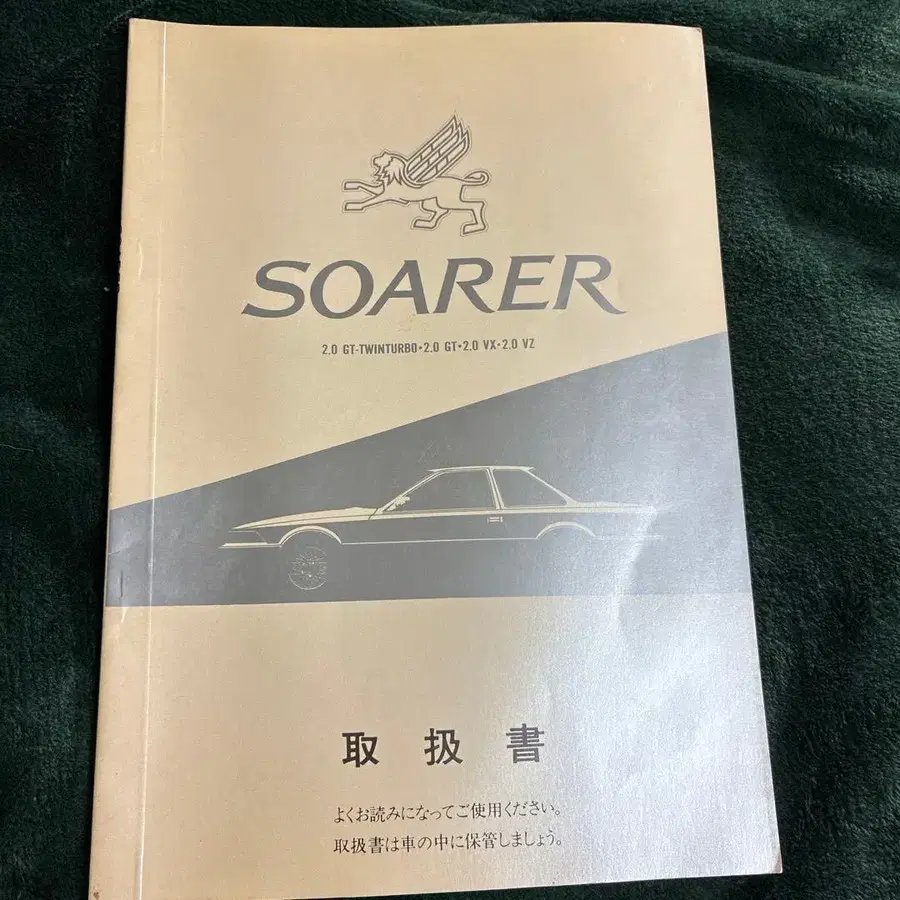 SOARER
2.0 GT-TWINTURBO•2.0 GT•2.0 VX•2.0 VZ
取扱書
よくお読みになってご使用ください。
取扱書は車の中に保管しましょう。